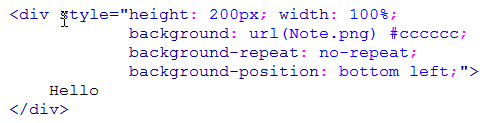 <div style="height: 200px; width: 100%;
background: url(Note.png) #cccccc;
background-repeat: no-repeat;
background-position: bottom left;">
Hello
</div>